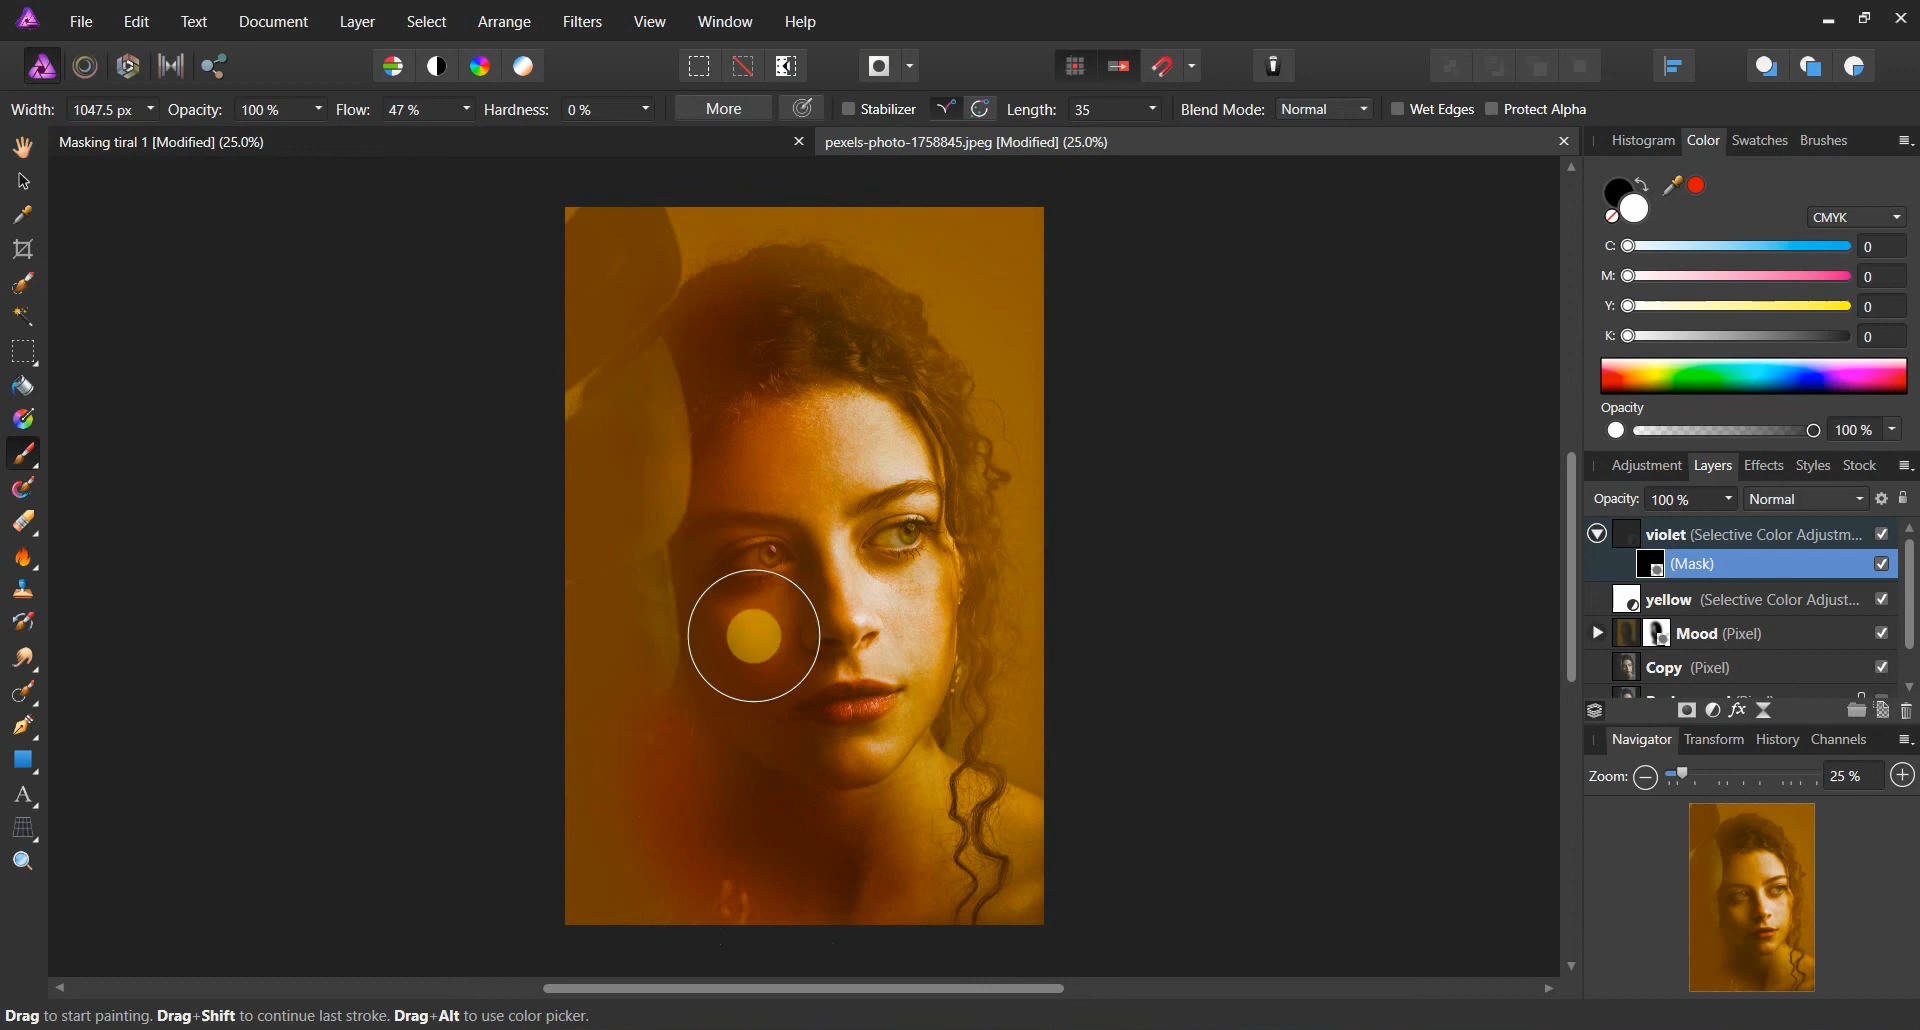 File Edit Text Document Layer Select Arrange Filters View Window Help
Width: 1047.5 px Opacity: 100 % Flow: 47 % Hardness: 0 % More Stabilizer Length: 35 Blend Mode: Normal Wet Edges Protect Alpha
Masking tiral 1 [Modified] (25.0%)
pexels-photo-1758845.jpeg [Modified] (25.0%)
Histogram Color Swatches Brushes
CMYK
C: 0
M: 0
Y: 0
K: 0
Opacity
100 %
Adjustment Layers Effects Styles Stock
Opacity: 100 % Normal
violet (Selective Color Adjustm...
(Mask)
yellow (Selective Color Adjust...
Mood (Pixel)
Copy (Pixel)
fx
Navigator Transform History Channels
Zoom: 25 %
A
Drag to start painting. Drag+Shift to continue last stroke. Drag+Alt to use color picker.